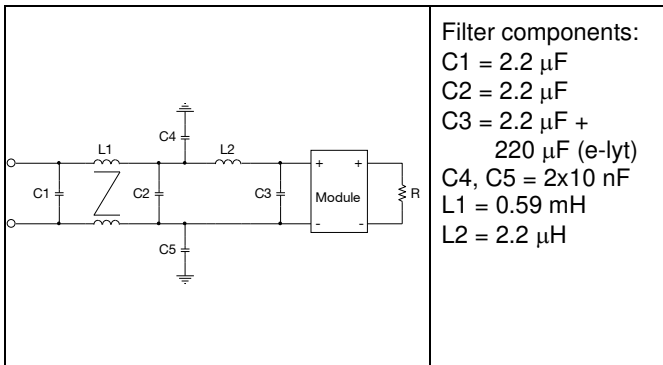 C4
L1
L2
C1
C2
C3
+
+
Module
-
-
R
C5
Filter components:
C1 = 2.2 μF
C2 = 2.2 μF
C3 = 2.2 μF +
220 μF (e-lyt)
C4, C5 = 2x10 nF
L1 = 0.59 mH
L2 = 2.2 μH